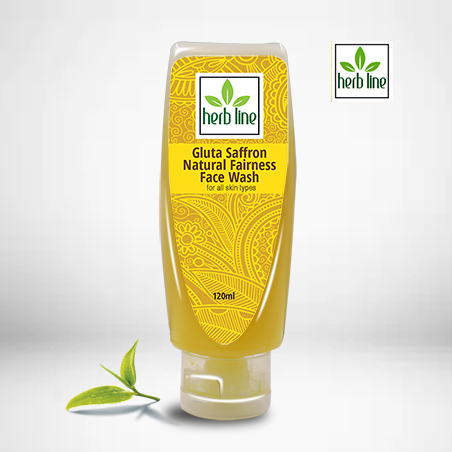 herb line
herb line
Gluta Saffron
Natural Fairness
Face Wash
for all skin types
120ml